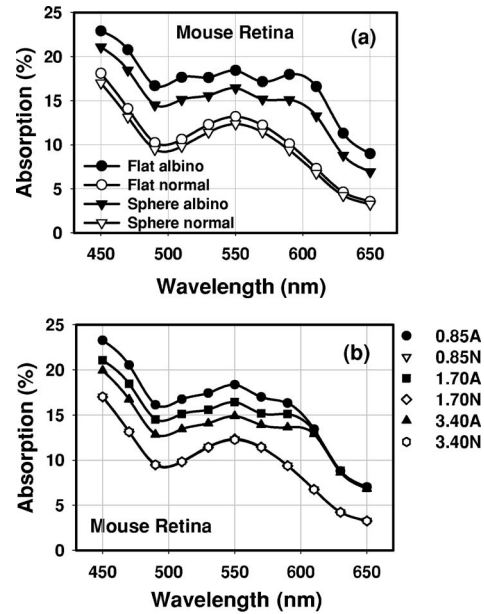 25
20
15
10
5
0
Absorption (%)
Mouse Retina
(a)
Flat albino
Flat normal
Sphere albino
Sphere normal
450 500 550 600 650
Wavelength (nm)
25
20
15
10
5
0
Absorption (%)
(b)
Mouse Retina
0.85A
0.85N
1.70A
1.70N
3.40A
3.40N
450 500 550 600 650
Wavelength (nm)